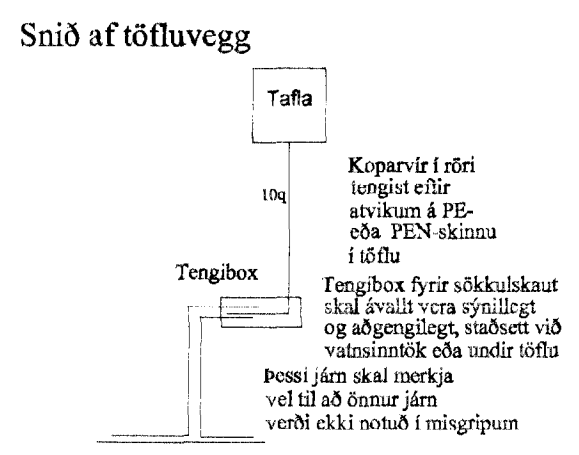 Snið af töfluvegg
Tafla
10q
Koparvír í röri
tengist eftir
atvikum á PE-
eða PEN-skinnu
í töflu
Tengibox
Tengibox fyrir sökkulskaut
skal ávallt vera sýnillegt
og aðgengilegt, staðsett við
vatnsinntök eða undir töflu
Þessi járn skal merkja
vel til að önnur járn
verði ekki notuð í misgripum